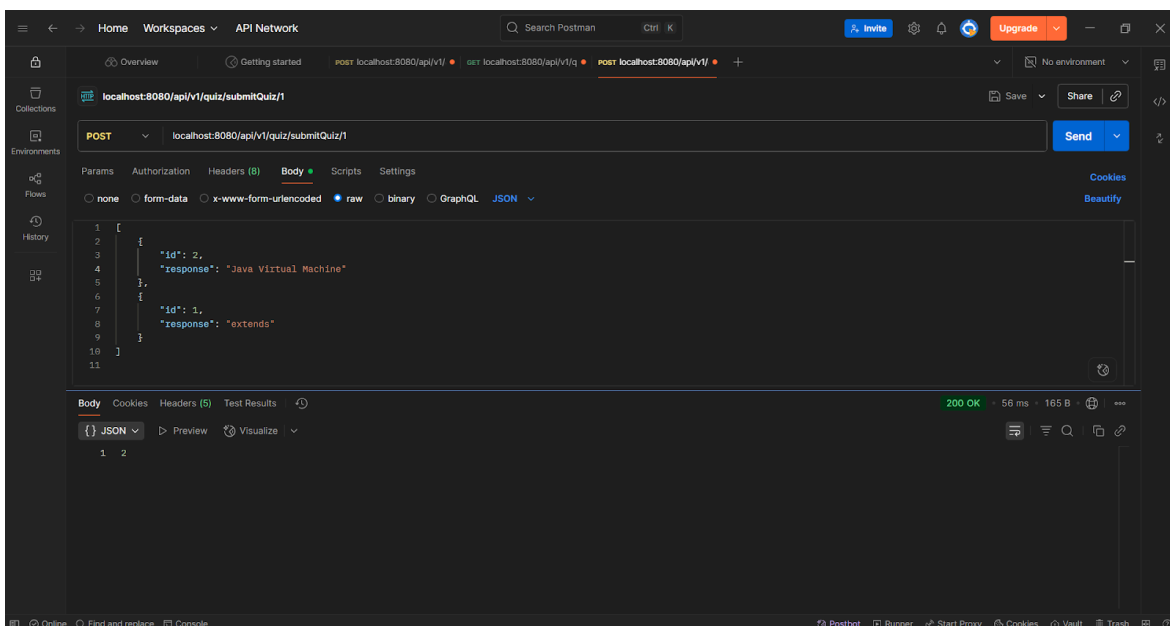 Home Workspaces API Network Search Postman Ctrl K Invite Upgrade
Overview Getting started POST localhost:8080/api/v1/ GET localhost:8080/api/v1/q POST localhost:8080/api/v1/ No environment
HTTP localhost:8080/api/v1/quiz/submitQuiz/1 Save Share
Collections
POST localhost:8080/api/v1/quiz/submitQuiz/1 Send
Environments
Params Authorization Headers (8) Body Scripts Settings Cookies
Flows
none form-data x-www-form-urlencoded raw binary GraphQL JSON Beautify
History
1 [
2 {
3 "id": 2,
4 "response": "Java Virtual Machine"
5 },
6 {
7 "id": 1,
8 "response": "extends"
9 }
10 ]
11
Body Cookies Headers (5) Test Results 200 OK 56 ms 165 B
{} JSON Preview Visualize
1 2
Online Find and replace Console Postbot Runner Start Proxy Cookies Vault Trash